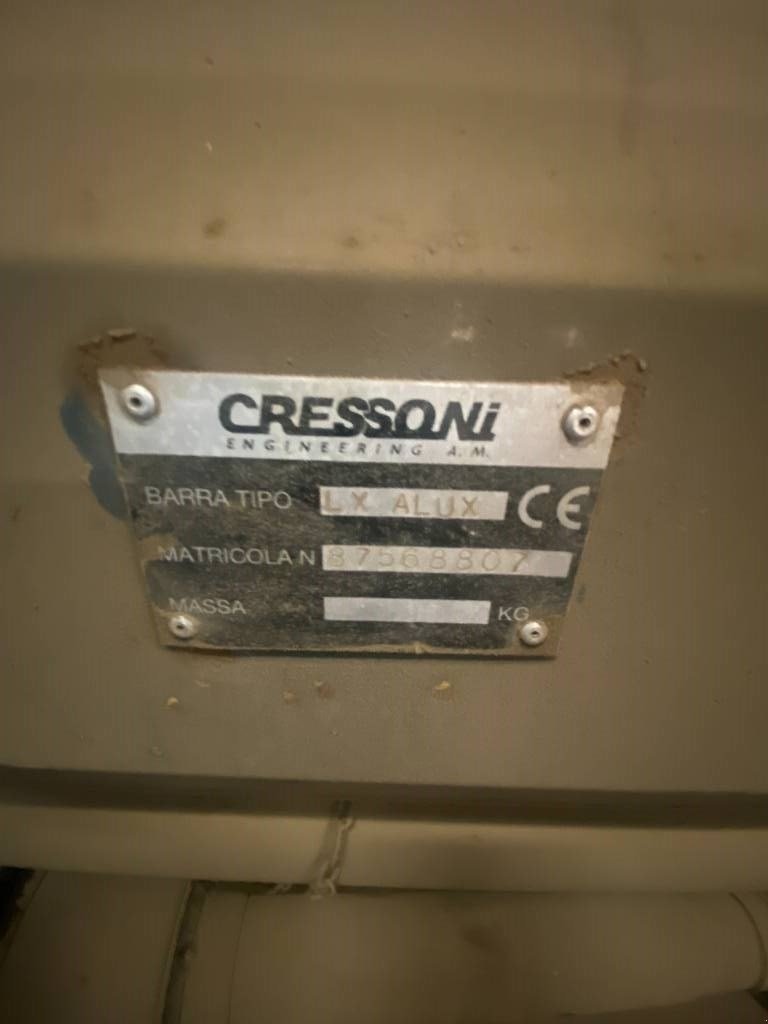 CRESSONi
ENGINEERING A.M.
BARRA TIPO LX ALUX CE
MATRICOLA N 87568807
MASSA KG